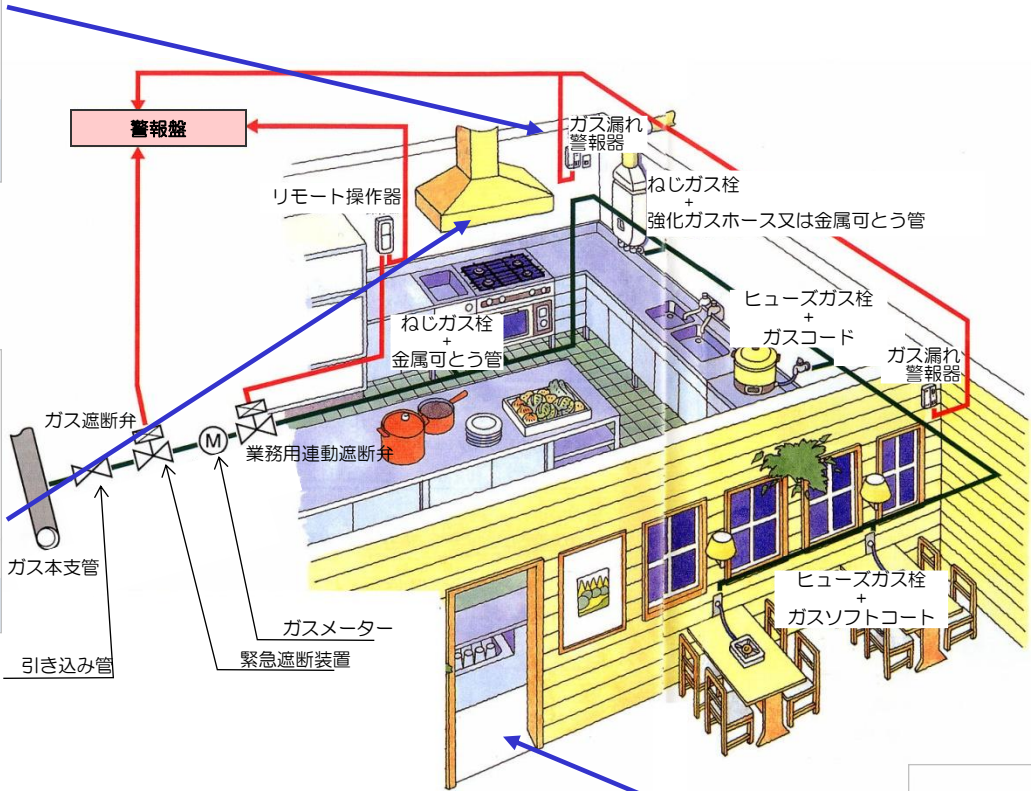 警報盤
ガス漏れ
警報器
リモート操作器
ねじガス栓
+
強化ガスホース又は金属可とう管
ヒューズガス栓
+
ガスコード
ねじガス栓
+
金属可とう管
ガス漏れ
警報器
ガス遮断弁
M
業務用連動遮断弁
ガス本支管
ヒューズガス栓
+
ガスソフトコート
ガスメーター
緊急遮断装置
引き込み管